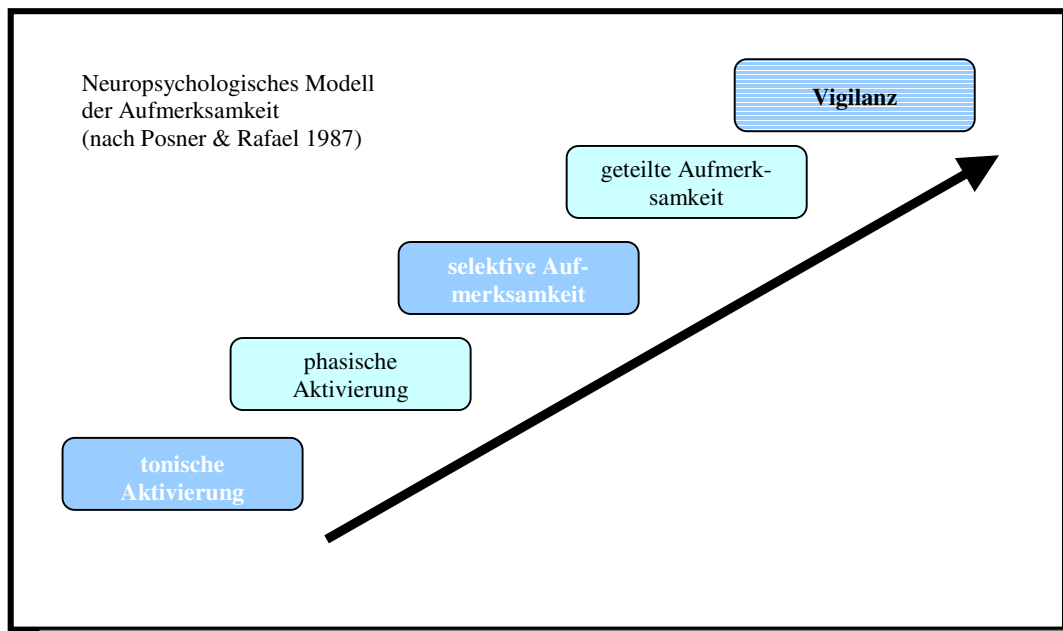 Neuropsychologisches Modell
der Aufmerksamkeit
(nach Posner & Rafael 1987)
Vigilanz
geteilte Aufmerk-
samkeit
selektive Auf-
merksamkeit
phasische
Aktivierung
tonische
Aktivierung